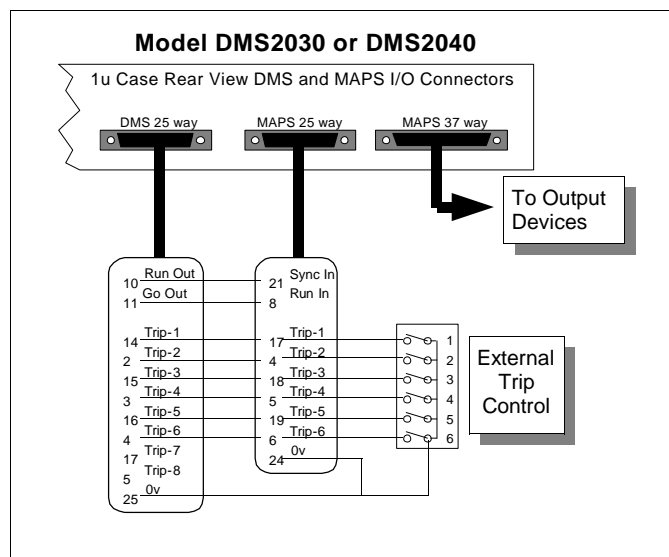 Model DMS2030 or DMS2040
1u Case Rear View DMS and MAPS I/O Connectors
DMS 25 way
MAPS 25 way
MAPS 37 way
To Output
Devices
10 Run Out
11 Go Out
14 Trip-1
2 Trip-2
15 Trip-3
3 Trip-4
16 Trip-5
4 Trip-6
17 Trip-7
5 Trip-8
25 0v
21 Sync In
8 Run In
17 Trip-1
4 Trip-2
18 Trip-3
5 Trip-4
19 Trip-5
6 Trip-6
24 0v
1
2
3
4
5
6
External
Trip
Control